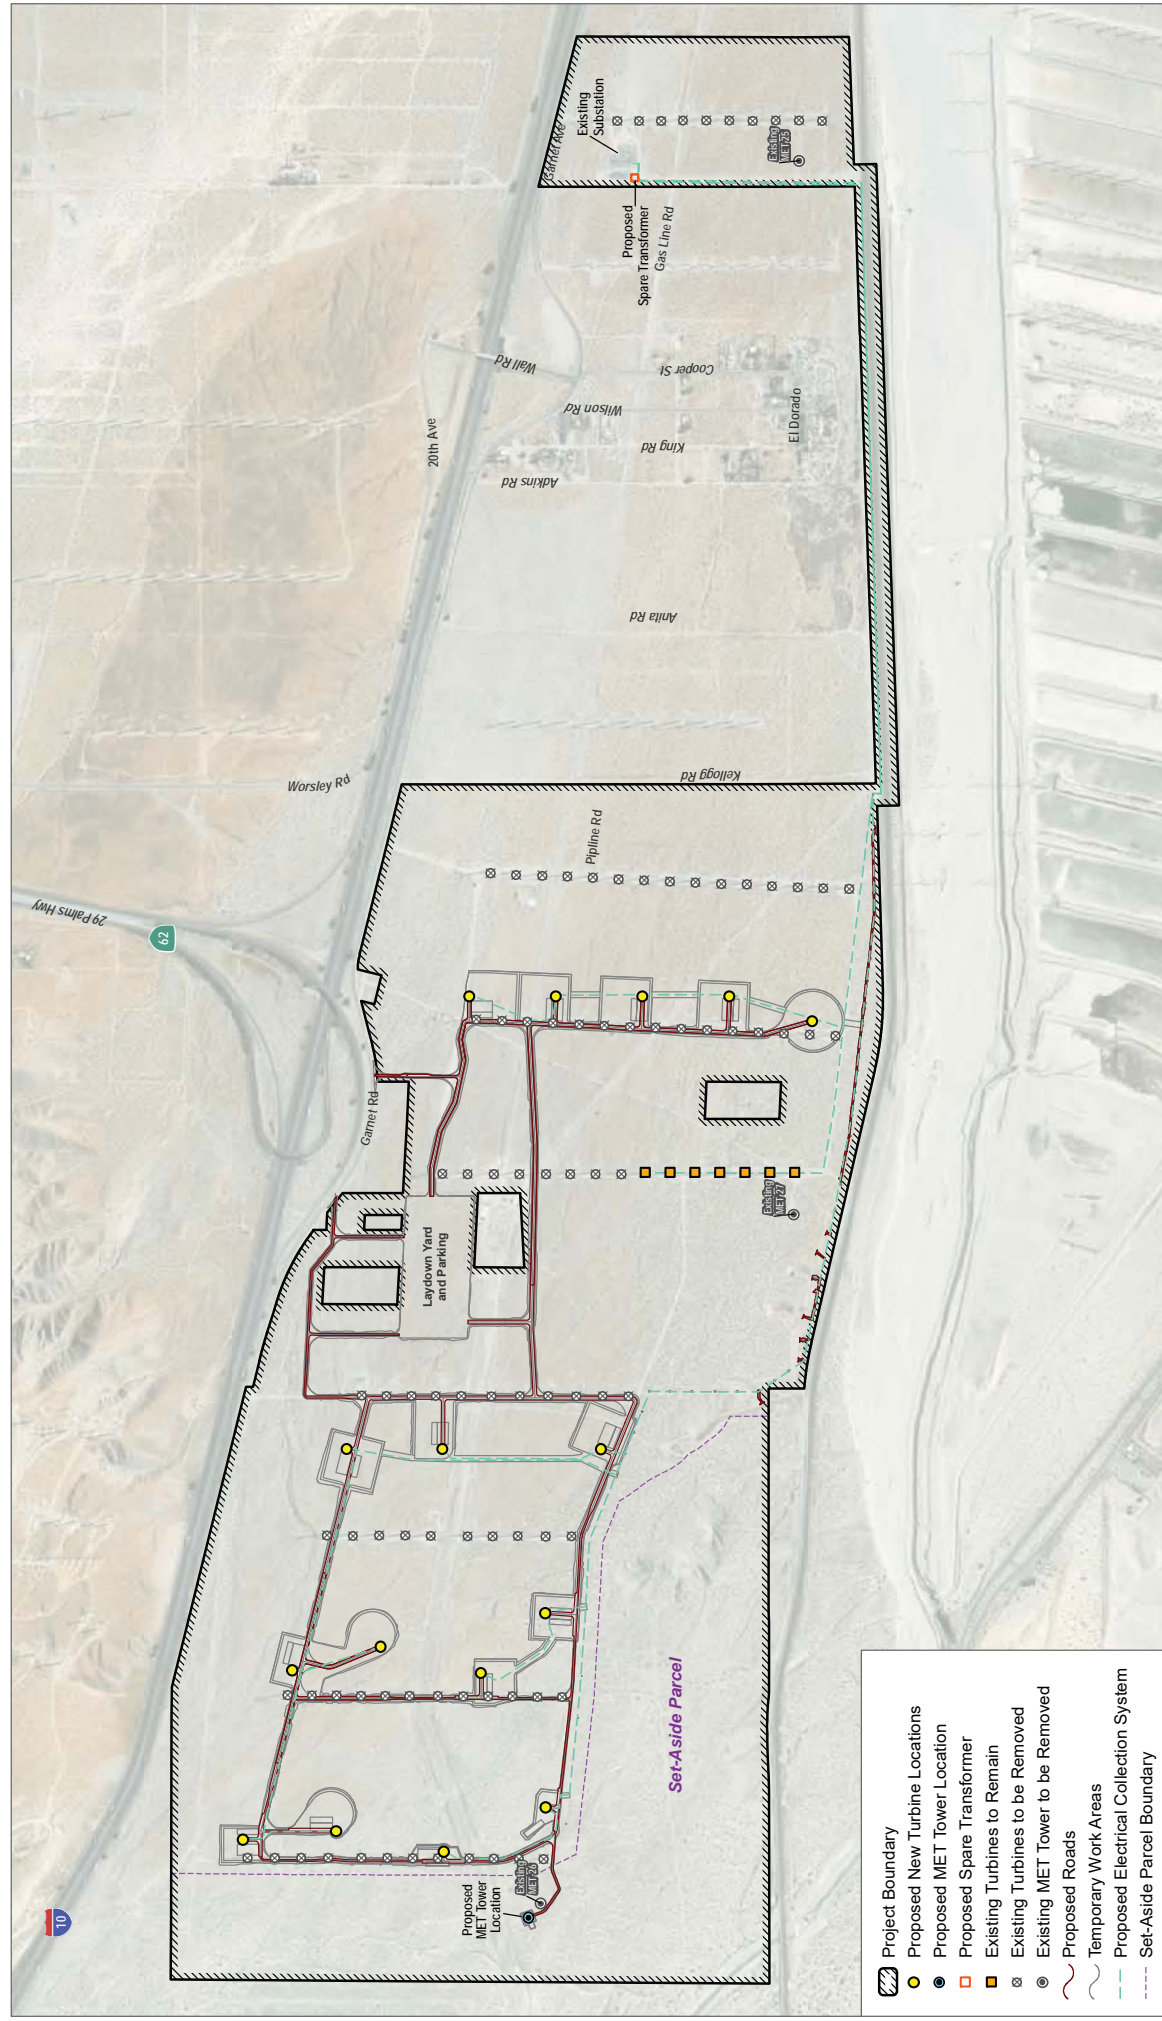 Garnet Ave
Existing
Substation
Existing
MET 25
Proposed
Spare Transformer
Gas Line Rd
Wall Rd
Cooper St
20th Ave
Wilson Rd
King Rd
El Dorado
Adkins Rd
Anita Rd
Worsley Rd
Kellogg Rd
Pipline Rd
29 Palms Hwy
62
Garnet Rd
Laydown Yard
and Parking
Existing
MET 27
Set-Aside Parcel
Existing
MET 26
Proposed
MET Tower
Location
10
Project Boundary
Proposed New Turbine Locations
Proposed MET Tower Location
Proposed Spare Transformer
Existing Turbines to Remain
Existing Turbines to be Removed
Existing MET Tower to be Removed
Proposed Roads
Temporary Work Areas
Proposed Electrical Collection System
Set-Aside Parcel Boundary